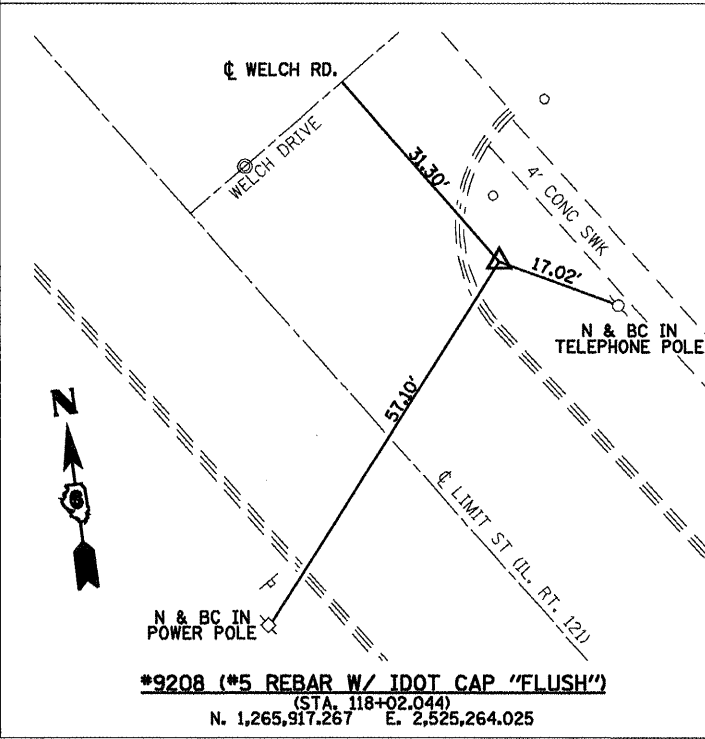 ℄ WELCH RD.
WELCH DRIVE
31.30'
4' CONC SWK
17.02'
N & BC IN
TELEPHONE POLE
57.10'
N
℄ LIMIT ST (IL. RT. 121)
N & BC IN
POWER POLE
#9208 (#5 REBAR W/ IDOT CAP "FLUSH")
(STA. 118+02.044)
N. 1,265,917.267 E. 2,525,264.025